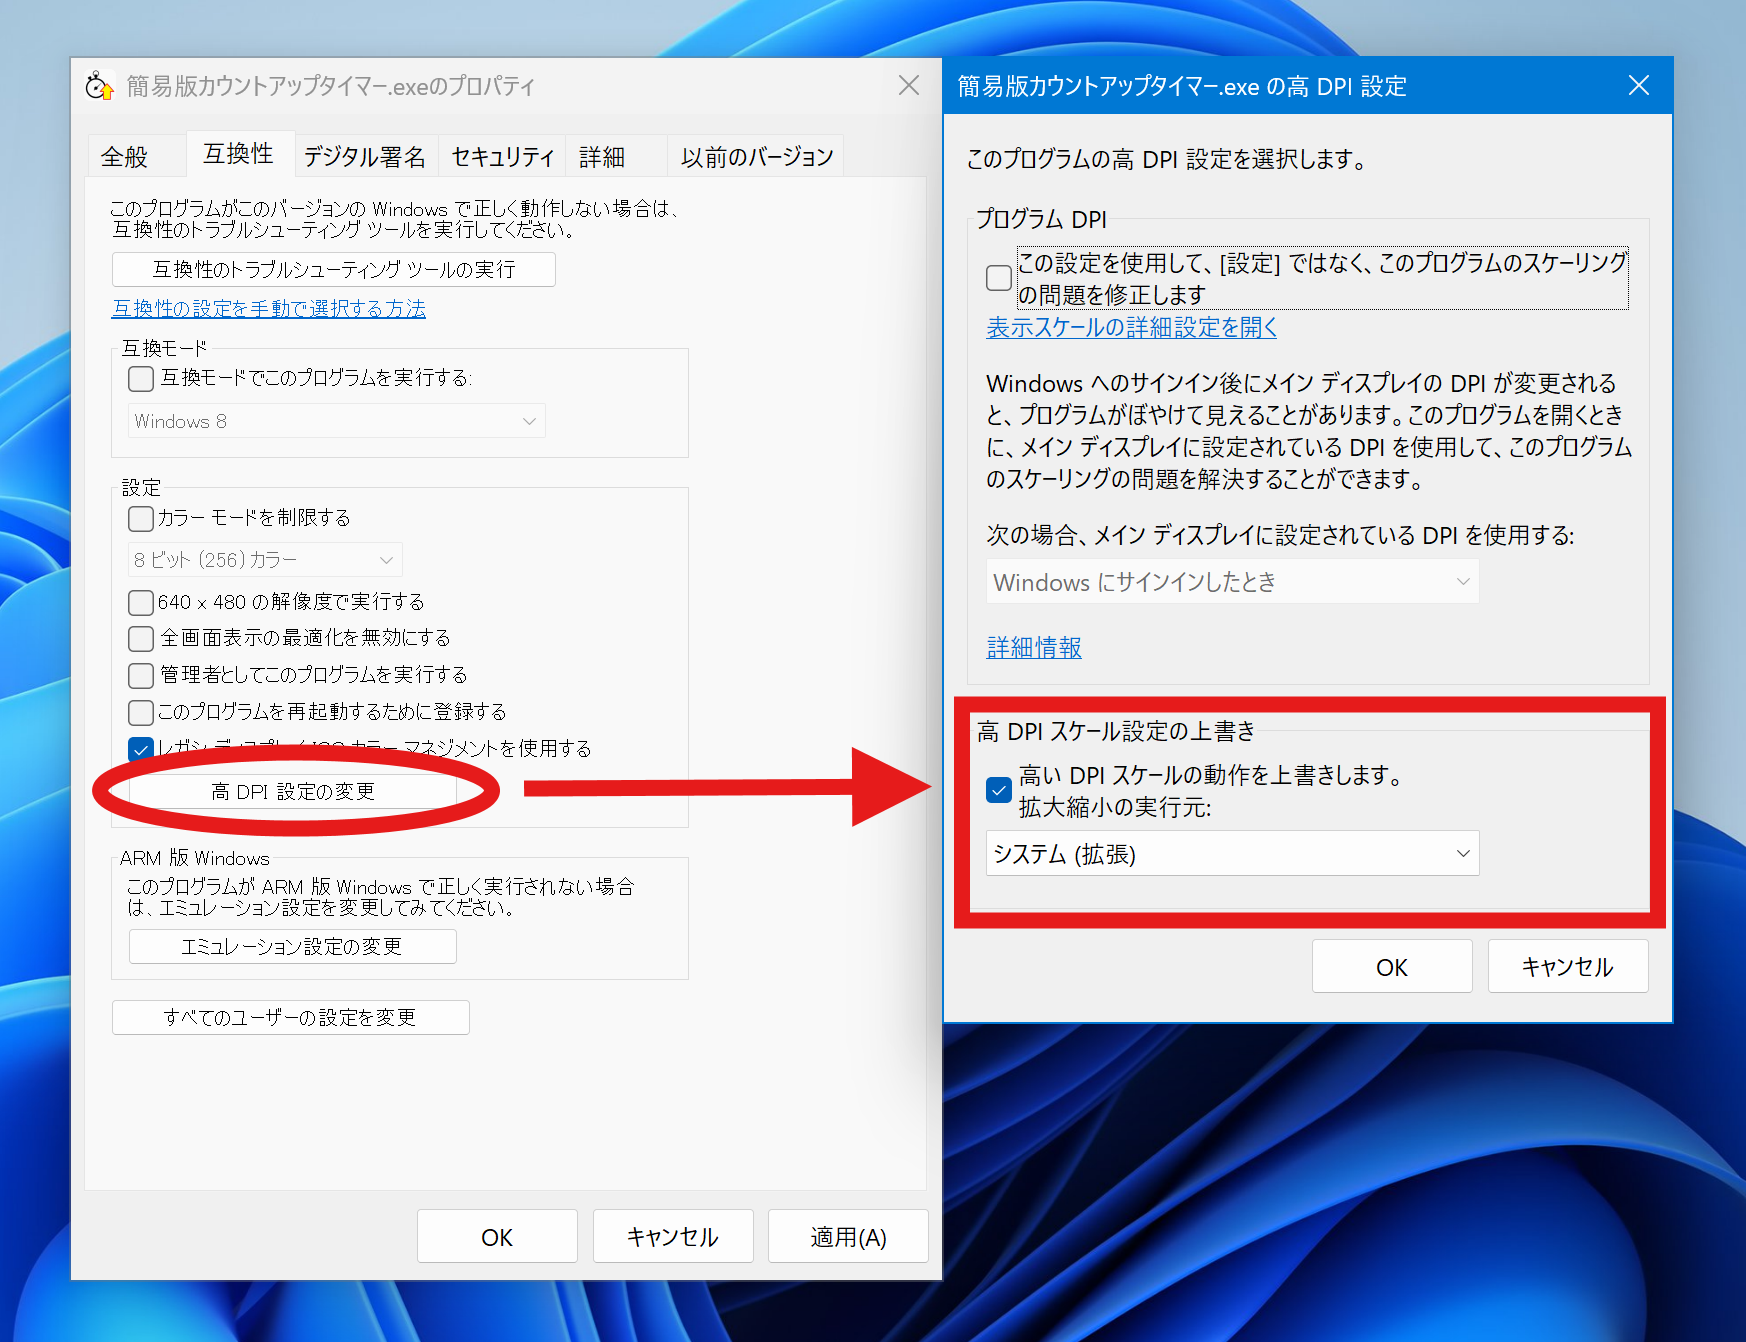 簡易版カウントアップタイマー.exeのプロパティ
全般
互換性
デジタル署名
セキュリティ
詳細
以前のバージョン
このプログラムがこのバージョンの Windows で正しく動作しない場合は、
互換性のトラブルシューティング ツールを実行してください。
互換性のトラブルシューティング ツールの実行
互換性の設定を手動で選択する方法
互換モード
互換モードでこのプログラムを実行する:
Windows 8
設定
カラー モードを制限する
8 ビット (256) カラー
640 x 480 の解像度で実行する
全画面表示の最適化を無効にする
管理者としてこのプログラムを実行する
このプログラムを再起動するために登録する
レガシ ディスプレイ ICC カラー マネジメントを使用する
高 DPI 設定の変更
ARM 版 Windows
このプログラムが ARM 版 Windows で正しく実行されない場合
は、エミュレーション設定を変更してみてください。
エミュレーション設定の変更
すべてのユーザーの設定を変更
OK
キャンセル
適用(A)
簡易版カウントアップタイマー.exe の高 DPI 設定
このプログラムの高 DPI 設定を選択します。
プログラム DPI
この設定を使用して、[設定] ではなく、このプログラムのスケーリング
の問題を修正します
表示スケールの詳細設定を開く
Windows へのサインイン後にメイン ディスプレイの DPI が変更される
と、プログラムがぼやけて見えることがあります。このプログラムを開くとき
に、メイン ディスプレイに設定されている DPI を使用して、このプログラム
のスケーリングの問題を解決することができます。
次の場合、メイン ディスプレイに設定されている DPI を使用する:
Windows にサインインしたとき
詳細情報
高 DPI スケール設定の上書き
高い DPI スケールの動作を上書きします。
拡大縮小の実行元:
システム (拡張)
OK
キャンセル